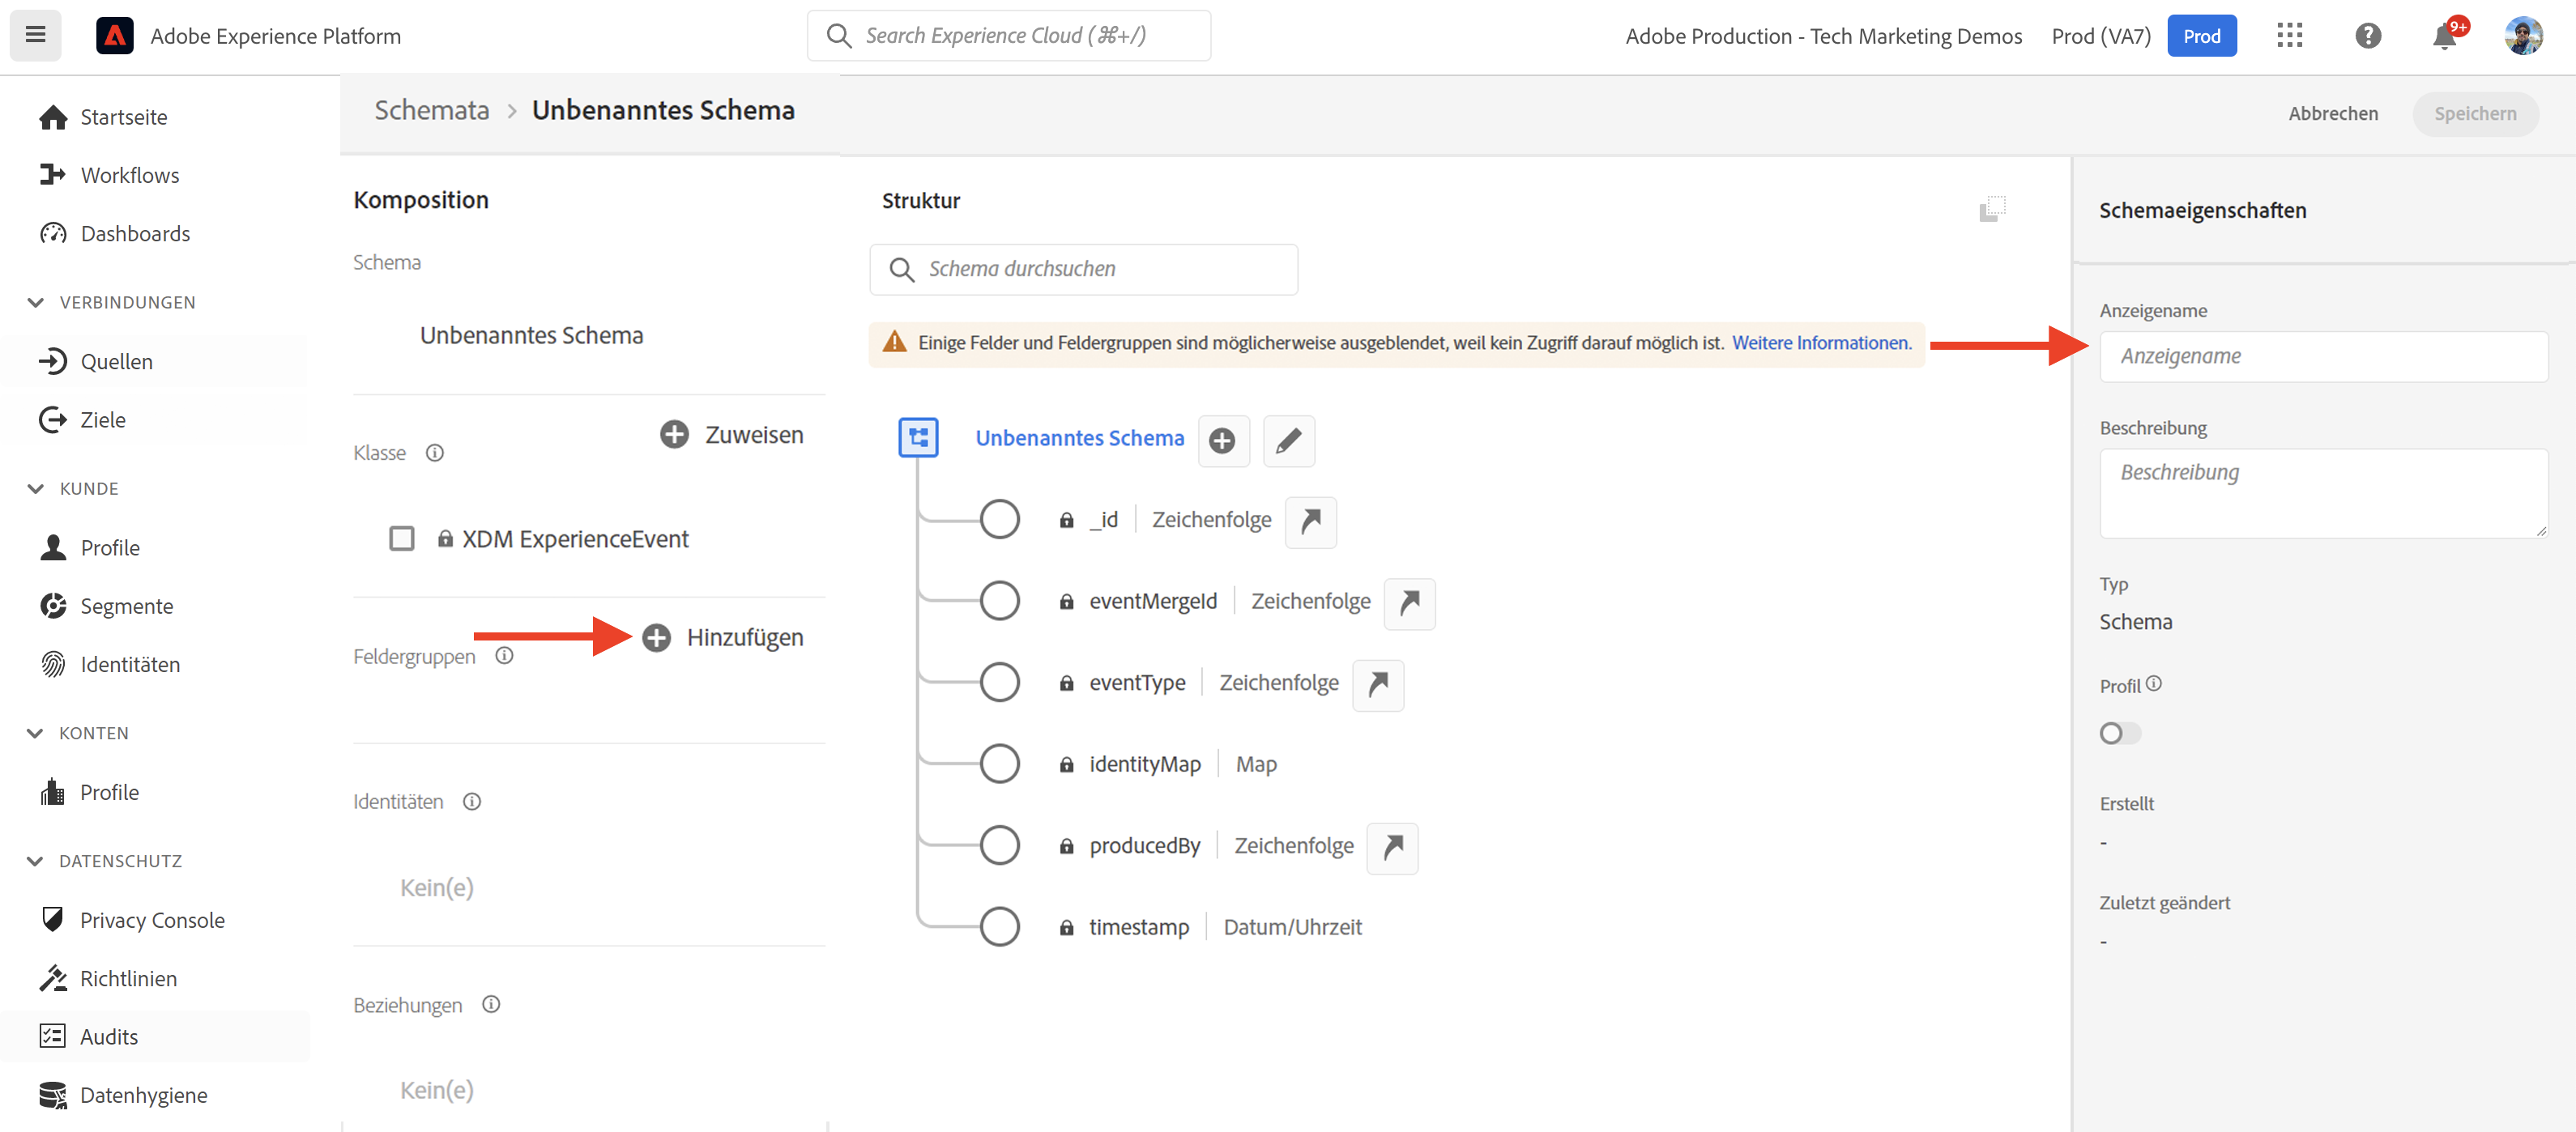 Adobe Experience Platform
Search Experience Cloud (⌘+/)
Adobe Production - Tech Marketing Demos
Prod (VA7)
Prod
9+
Startseite
Workflows
Dashboards
VERBINDUNGEN
Quellen
Ziele
KUNDE
Profile
Segmente
Identitäten
KONTEN
Profile
DATENSCHUTZ
Privacy Console
Richtlinien
Audits
Datenhygiene
Schemata > Unbenanntes Schema
Abbrechen
Speichern
Komposition
Schema
Unbenanntes Schema
Klasse
Zuweisen
XDM ExperienceEvent
Feldergruppen
Hinzufügen
Identitäten
Kein(e)
Beziehungen
Kein(e)
Struktur
Schema durchsuchen
Einige Felder und Feldergruppen sind möglicherweise ausgeblendet, weil kein Zugriff darauf möglich ist. Weitere Informationen.
Unbenanntes Schema
_id | Zeichenfolge
eventMergeId | Zeichenfolge
eventType | Zeichenfolge
identityMap | Map
producedBy | Zeichenfolge
timestamp | Datum/Uhrzeit
Schemaeigenschaften
Anzeigename
Anzeigename
Beschreibung
Beschreibung
Typ
Schema
Profil
Erstellt
-
Zuletzt geändert
-